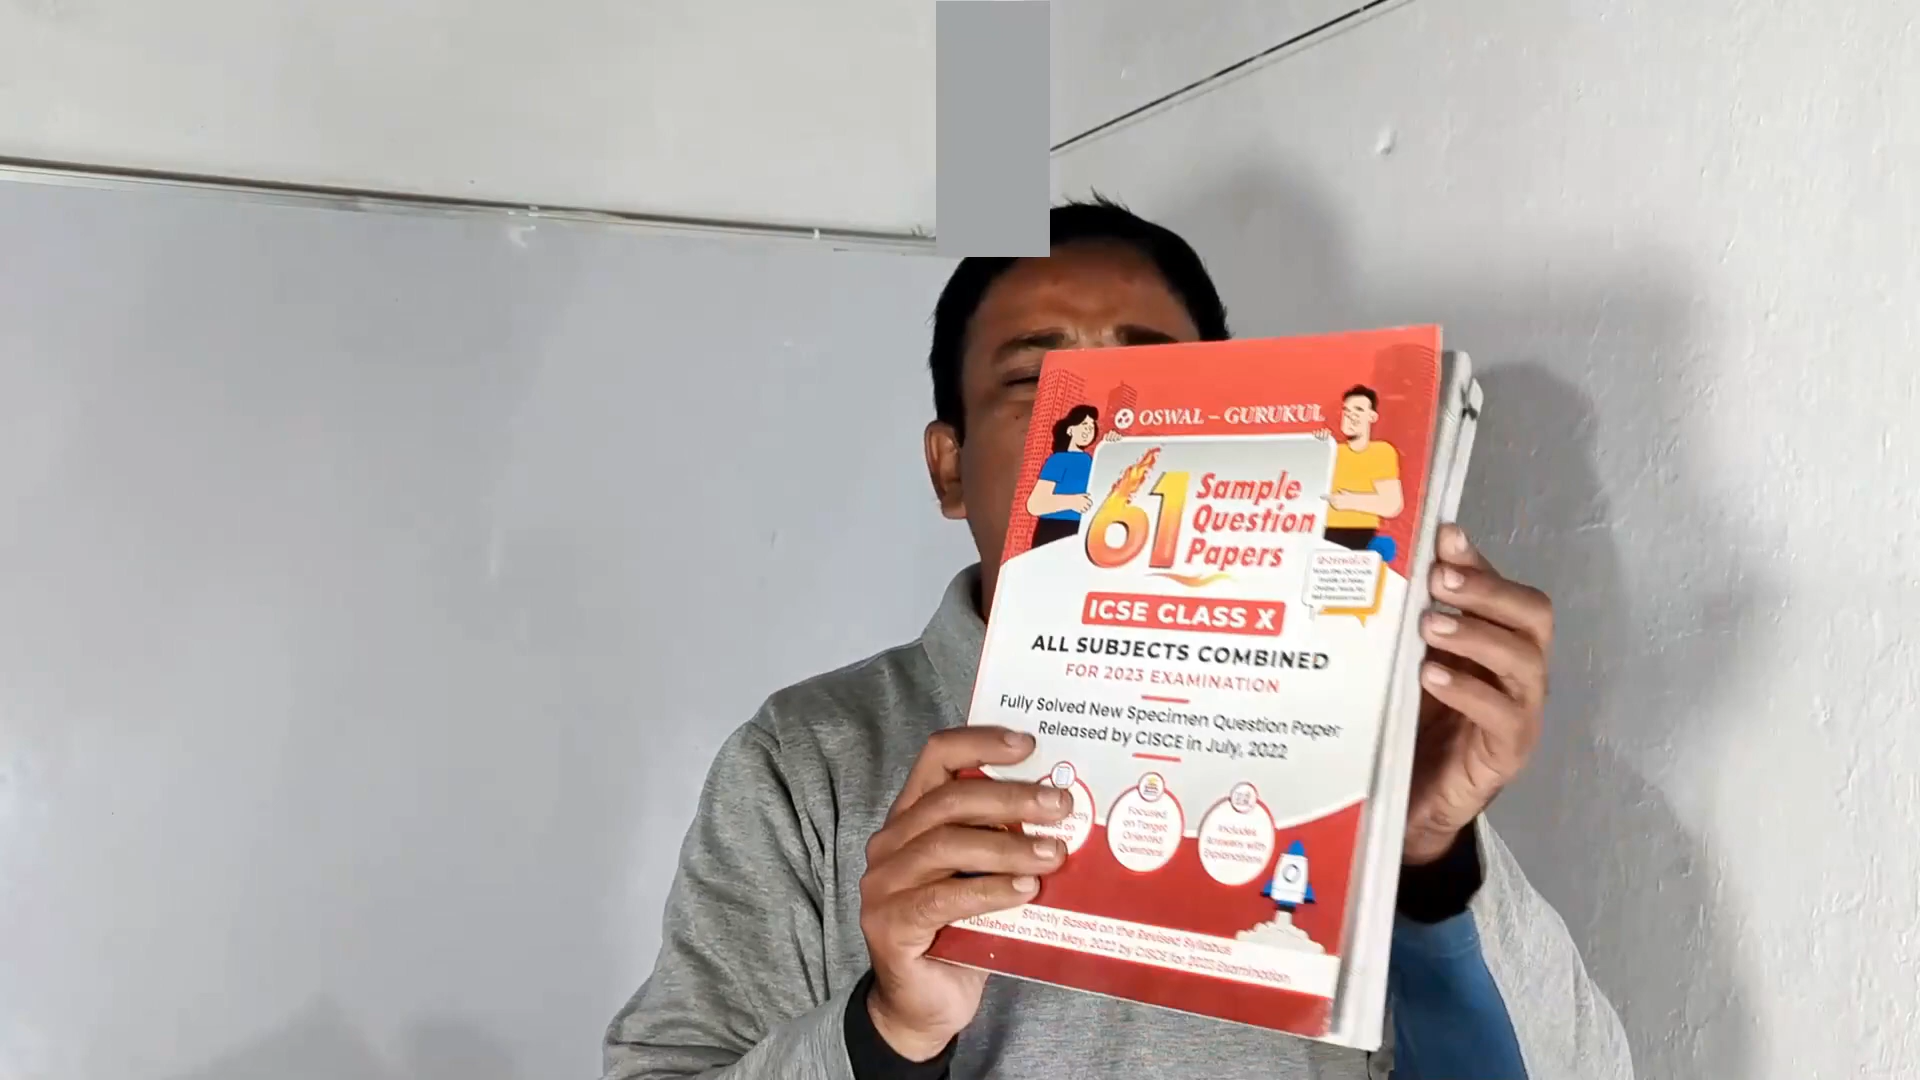 OSWAL – GURUKUL
61
Sample
Question
Papers
ICSE CLASS X
ALL SUBJECTS COMBINED
FOR 2023 EXAMINATION
Fully Solved New Specimen Question Paper
Released by CISCE in July, 2022
Focused
on Target
Oriented
Questions
Includes
Answers with
Explanations
Strictly Based on the Revised Syllabus
Published on 20th May, 2022 by CISCE for 2023 Examination